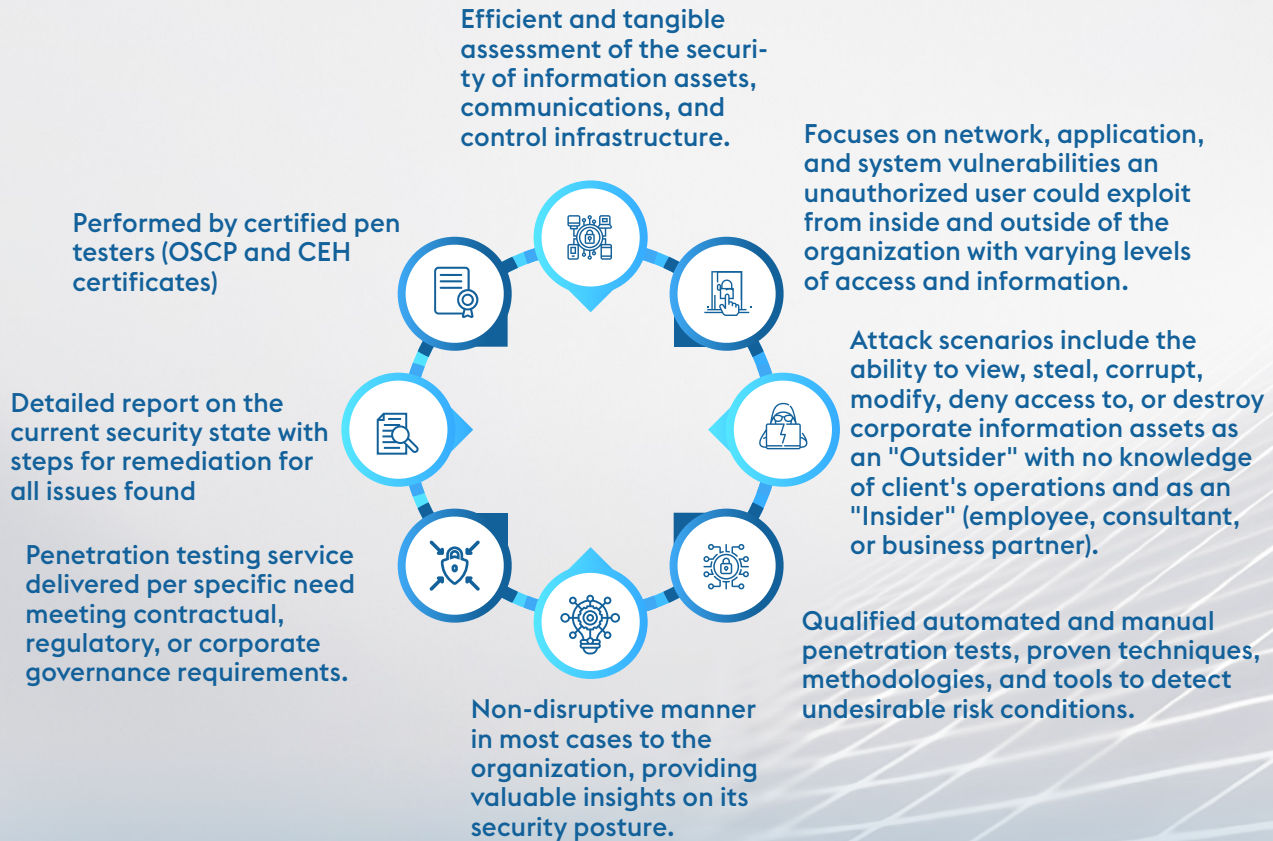 Efficient and tangible
assessment of the securi-
ty of information assets,
communications, and
control infrastructure.
Focuses on network, application,
and system vulnerabilities an
unauthorized user could exploit
from inside and outside of the
organization with varying levels
of access and information.
Attack scenarios include the
ability to view, steal, corrupt,
modify, deny access to, or destroy
corporate information assets as
an "Outsider" with no knowledge
of client's operations and as an
"Insider" (employee, consultant,
or business partner).
Qualified automated and manual
penetration tests, proven techniques,
methodologies, and tools to detect
undesirable risk conditions.
Non-disruptive manner
in most cases to the
organization, providing
valuable insights on its
security posture.
Penetration testing service
delivered per specific need
meeting contractual,
regulatory, or corporate
governance requirements.
Detailed report on the
current security state with
steps for remediation for
all issues found
Performed by certified pen
testers (OSCP and CEH
certificates)